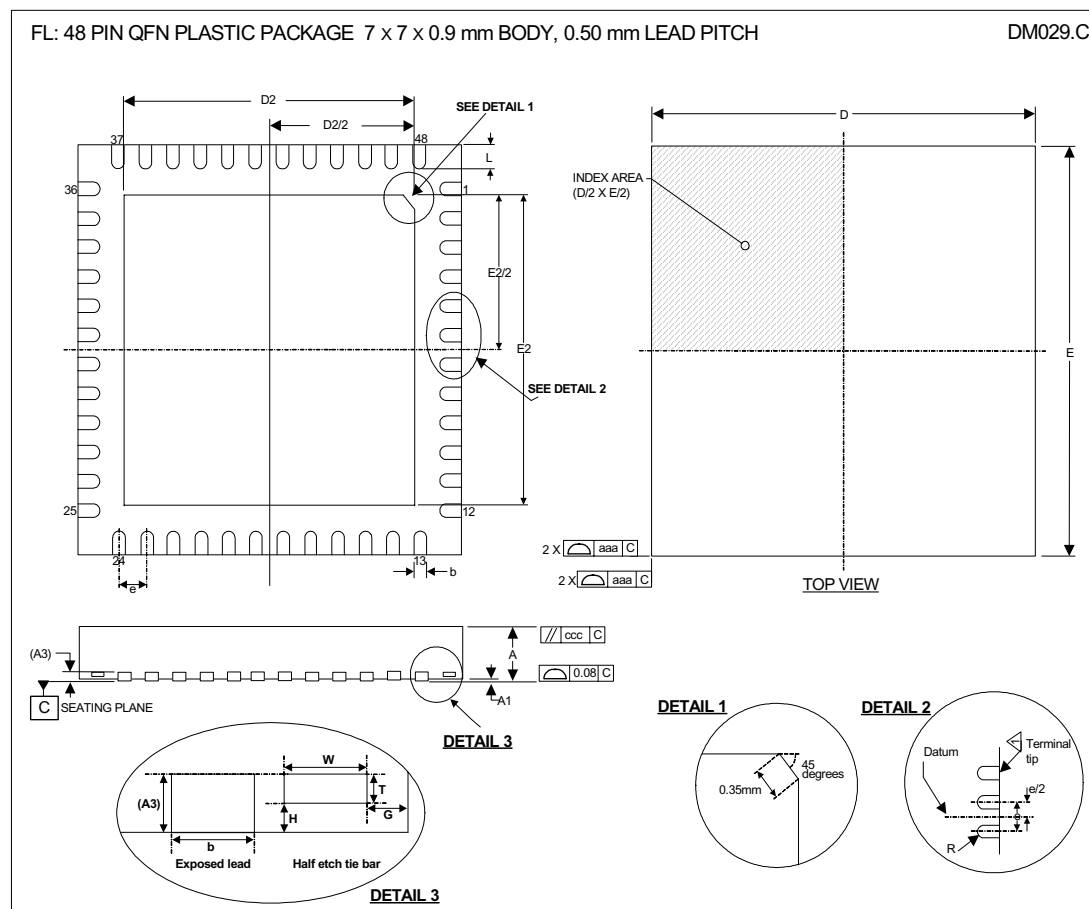 FL: 48 PIN QFN PLASTIC PACKAGE 7 x 7 x 0.9 mm BODY, 0.50 mm LEAD PITCH
DM029.C
D2
SEE DETAIL 1
D2/2
37
48
L
36
1
E2/2
E2
SEE DETAIL 2
25
12
24
13
e
b
D
INDEX AREA
(D/2 X E/2)
E
2 X aaa C
2 X aaa C
TOP VIEW
(A3)
A
// ccc C
0.08 C
A1
C SEATING PLANE
DETAIL 3
W
(A3)
T
H
G
b
Exposed lead
Half etch tie bar
DETAIL 3
DETAIL 1
45
degrees
0.35mm
DETAIL 2
1
Terminal
tip
Datum
e/2
e
R